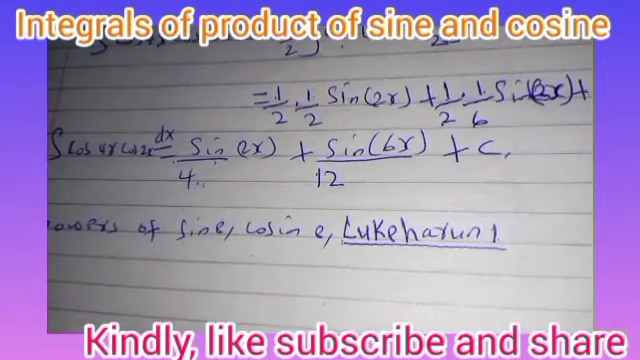 Integrals of product of sine and cosine
= 1/2 · 1/2 Sin(2x) + 1/2 · 1/6 Sin(6x) +
∫ Cos 4x Cos 2x dx = Sin(2x)/4 + Sin(6x)/12 + C,
powers of sine, cosine, Lukeharun1
Kindly, like subscribe and share